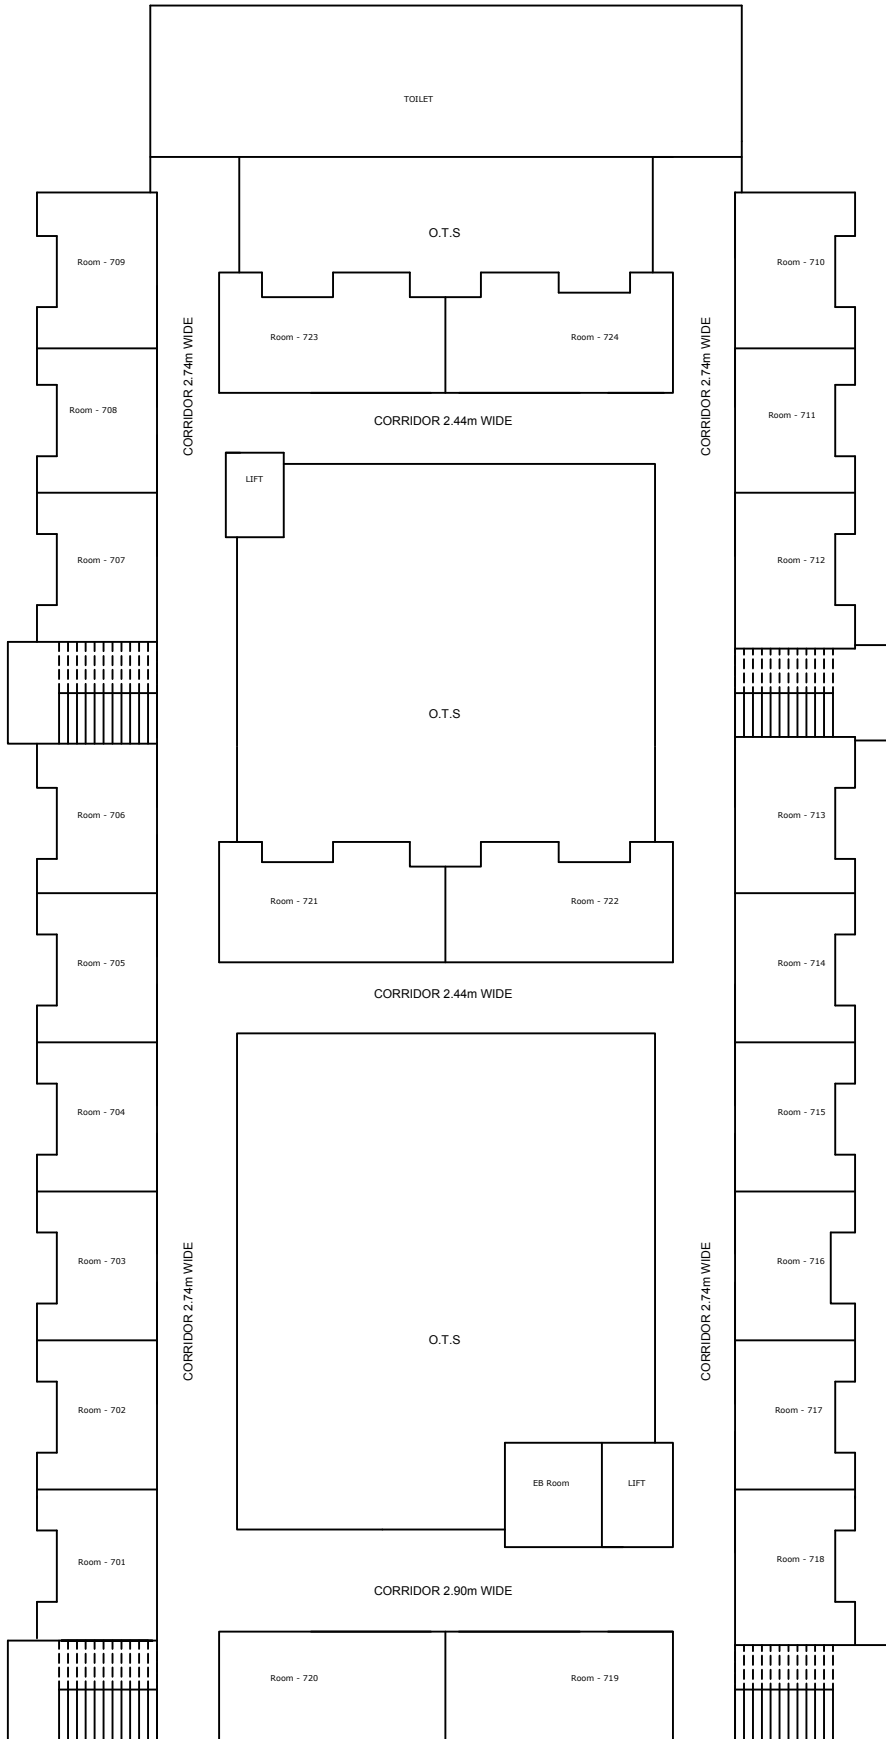 TOILET
O.T.S
Room - 709
Room - 710
Room - 723
Room - 724
CORRIDOR 2.74m WIDE
CORRIDOR 2.74m WIDE
Room - 708
Room - 711
CORRIDOR 2.44m WIDE
LIFT
Room - 707
Room - 712
O.T.S
Room - 706
Room - 713
Room - 721
Room - 722
Room - 705
Room - 714
CORRIDOR 2.44m WIDE
Room - 704
Room - 715
Room - 703
Room - 716
CORRIDOR 2.74m WIDE
CORRIDOR 2.74m WIDE
O.T.S
Room - 702
Room - 717
EB Room
LIFT
Room - 701
Room - 718
CORRIDOR 2.90m WIDE
Room - 720
Room - 719